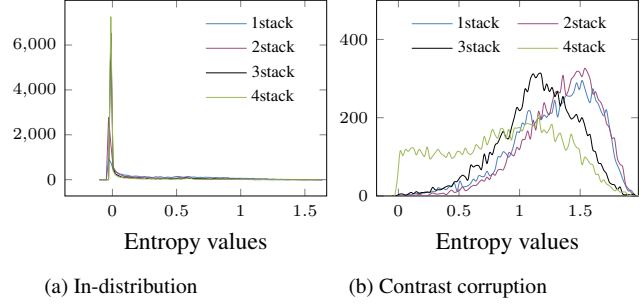 6,000
4,000
2,000
0
0
0.5
1
1.5
1stack
2stack
3stack
4stack
Entropy values
(a) In-distribution
400
200
0
0
0.5
1
1.5
1stack
2stack
3stack
4stack
Entropy values
(b) Contrast corruption